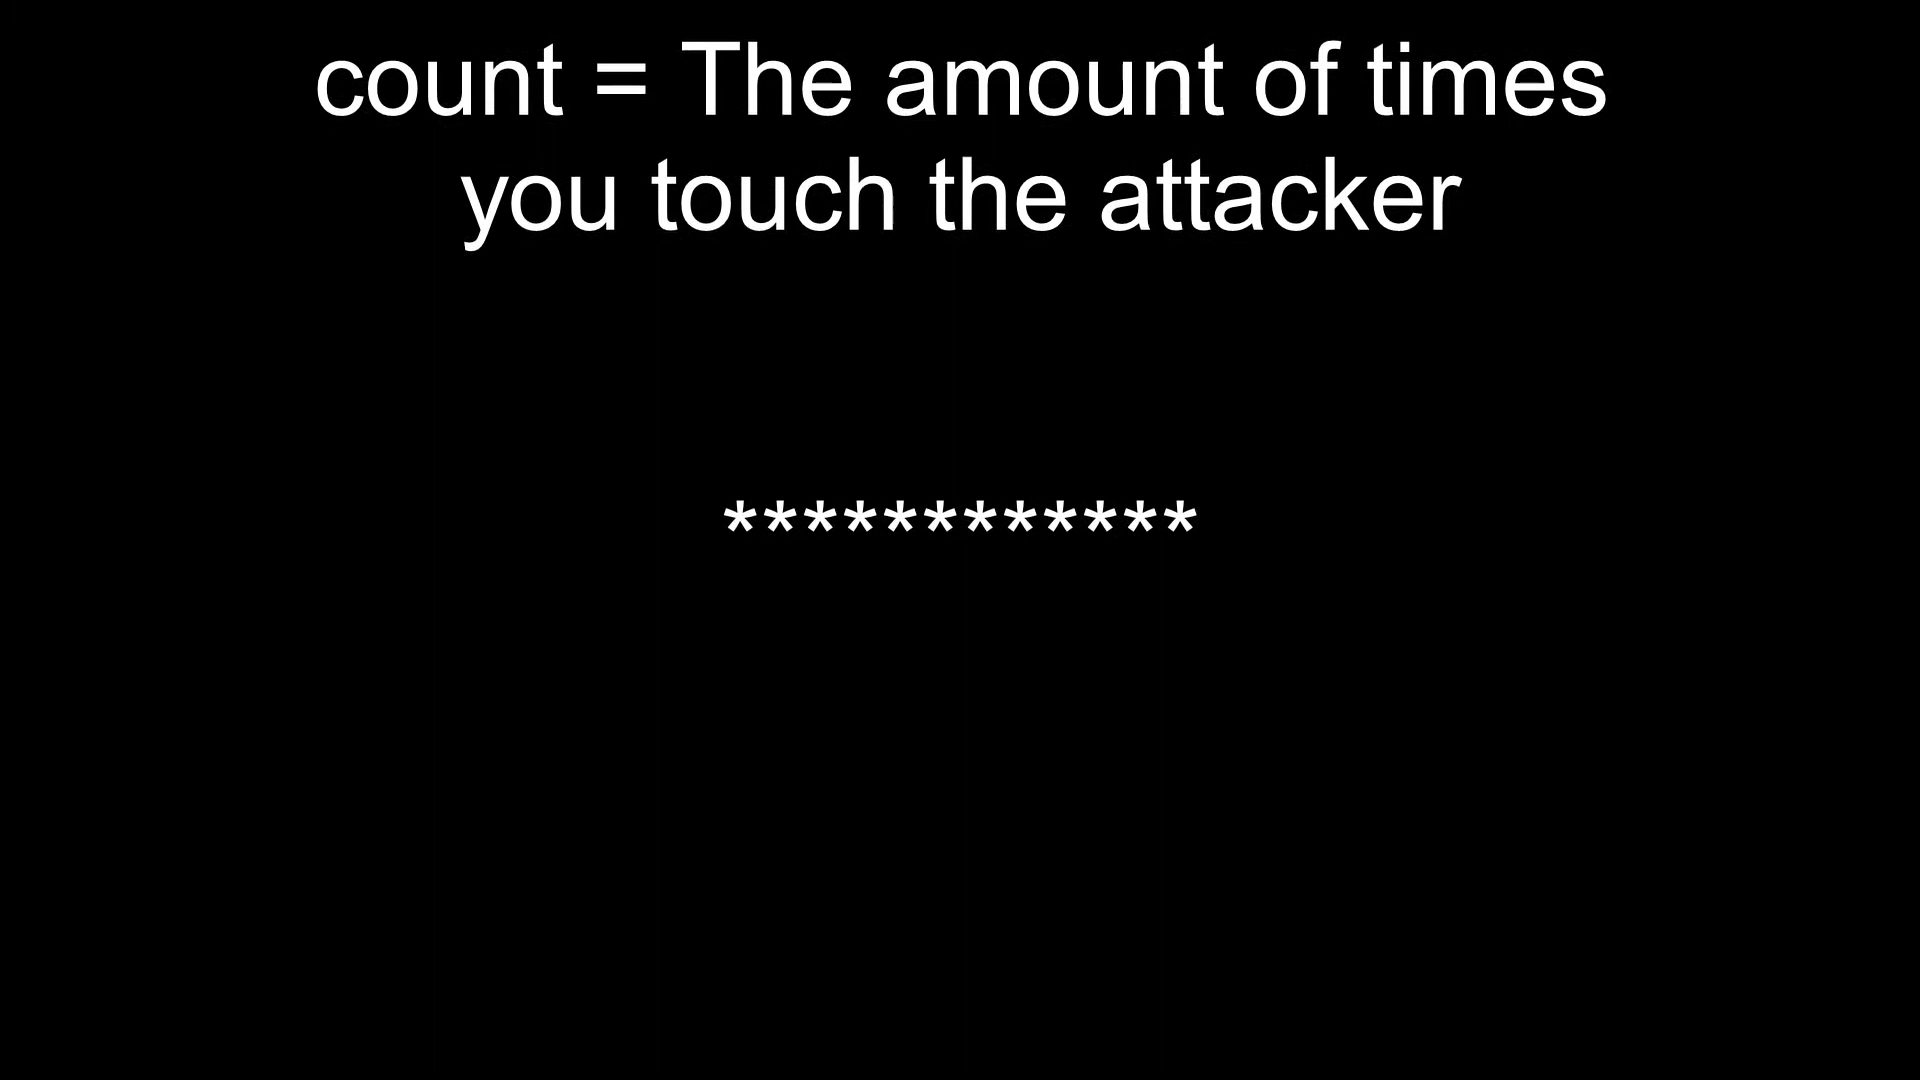 count = The amount of times
you touch the attacker
************